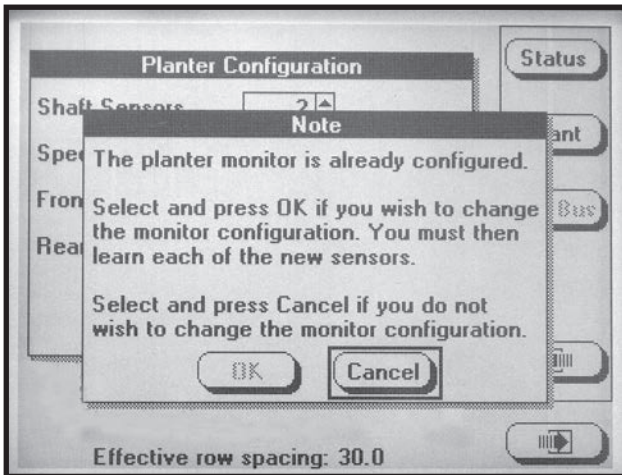 Planter Configuration
Status
Shaft Sensors 2
Note
The planter monitor is already configured.
Select and press OK if you wish to change
the monitor configuration. You must then
learn each of the new sensors.
Select and press Cancel if you do not
wish to change the monitor configuration.
OK
Cancel
Bus
Effective row spacing: 30.0